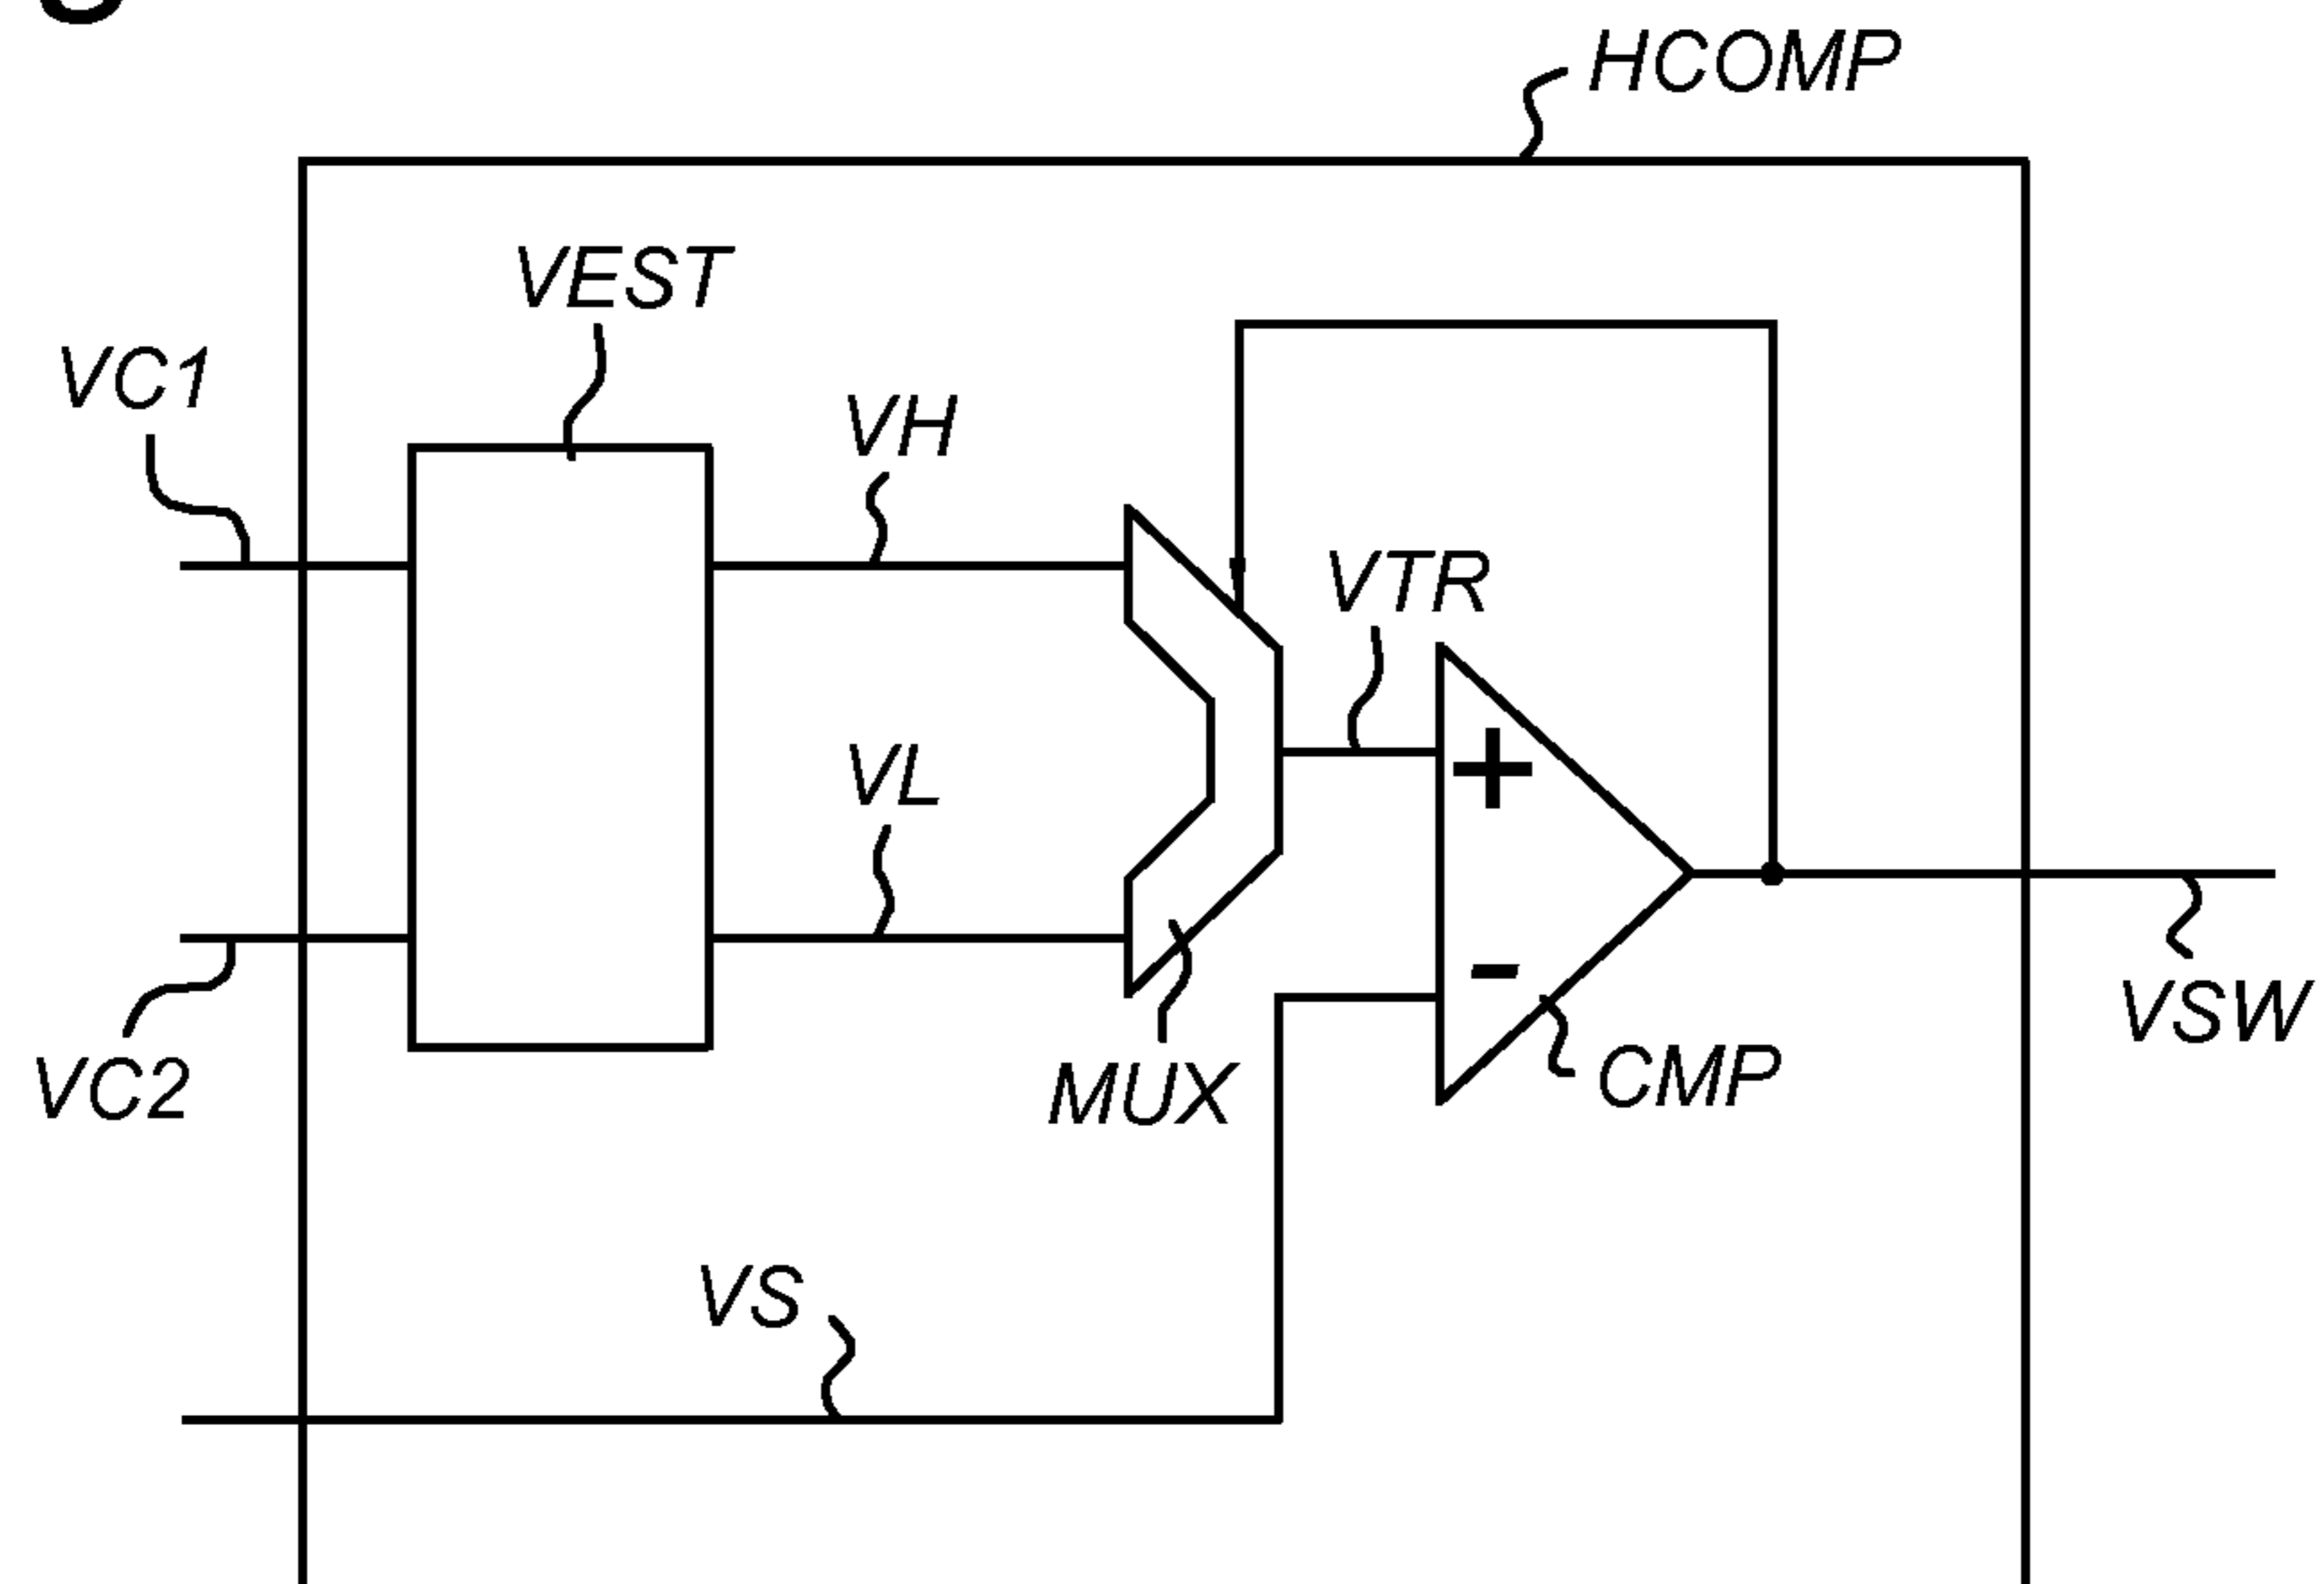 HCOMP
VEST
VC1
VH
VTR
+
VL
-
VSW
VC2
MUX
CMP
VS